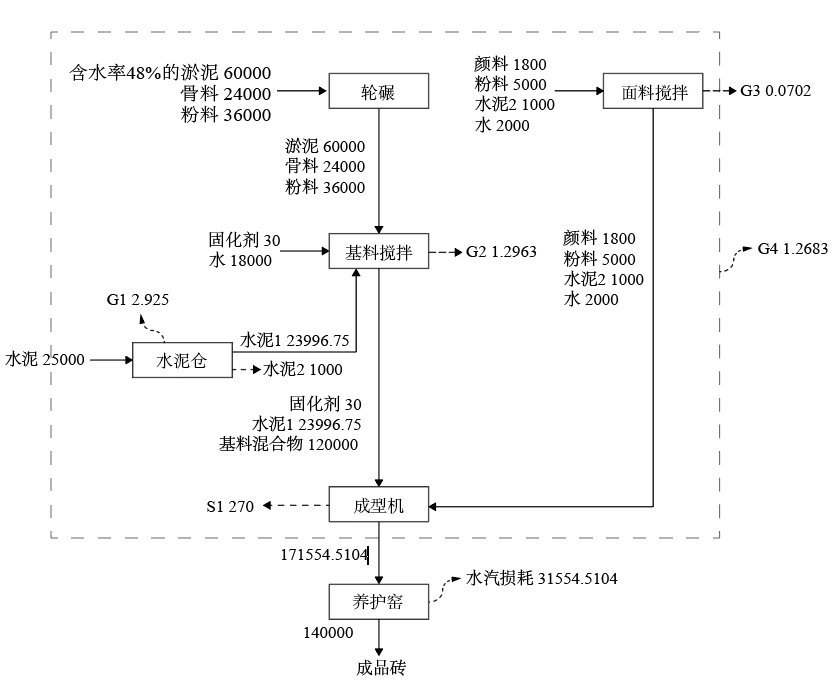 含水率48%的淤泥 60000
骨料 24000
粉料 36000
轮碾
颜料 1800
粉料 5000
水泥2 1000
水 2000
面料搅拌
G3 0.0702
淤泥 60000
骨料 24000
粉料 36000
固化剂 30
水 18000
基料搅拌
G2 1.2963
颜料 1800
粉料 5000
水泥2 1000
水 2000
G4 1.2683
G1 2.925
水泥 25000
水泥仓
水泥1 23996.75
水泥2 1000
固化剂 30
水泥1 23996.75
基料混合物 120000
S1 270
成型机
171554.5104
养护窑
水汽损耗 31554.5104
140000
成品砖